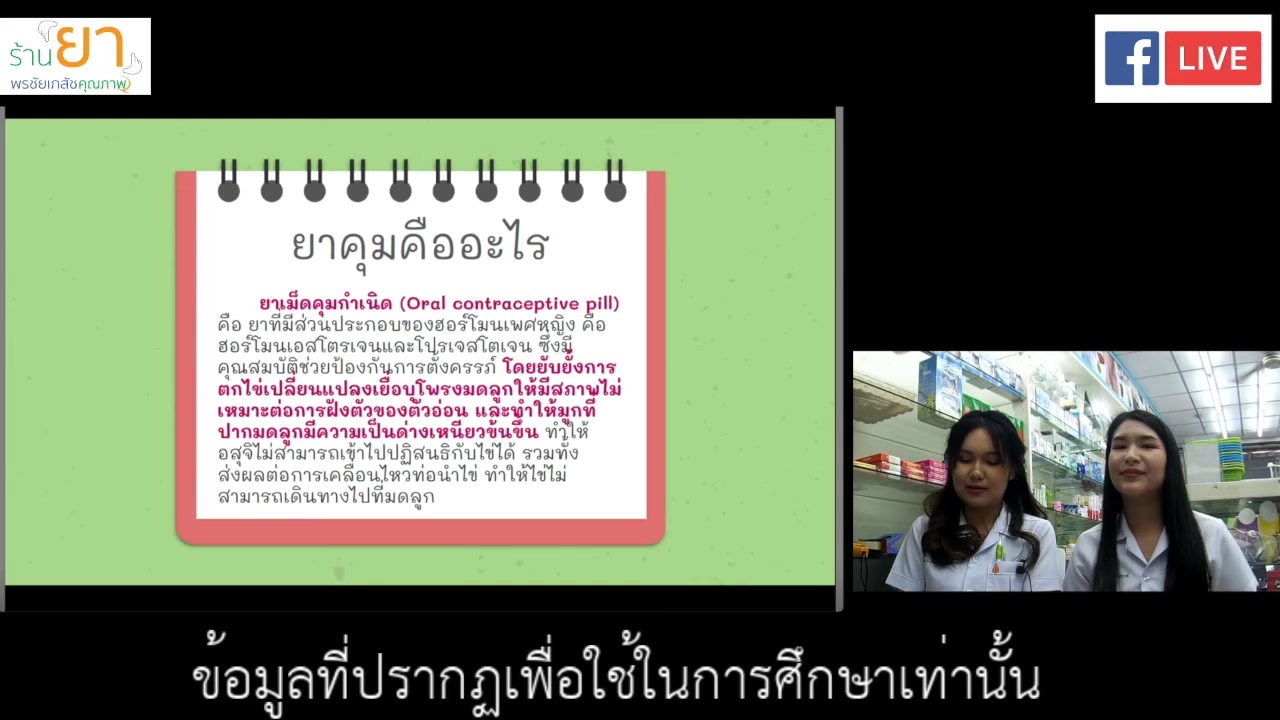 ร้านยา
พรชัยเภสัชคุณภาพ
LIVE
ยาคุมคืออะไร
ยาเม็ดคุมกำเนิด (Oral contraceptive pill)
คือ ยาที่มีส่วนประกอบของฮอร์โมนเพศหญิง คือ
ฮอร์โมนเอสโตรเจนและโปรเจสโตเจน ซึ่งมี
คุณสมบัติช่วยป้องกันการตั้งครรภ์ โดยยับยั้งการ
ตกไข่เปลี่ยนแปลงเยื่อบุโพรงมดลูกให้มีสภาพไม่
เหมาะต่อการฝังตัวของตัวอ่อน และทำให้มูกที่
ปากมดลูกมีความเป็นด่างเหนียวข้นขึ้น ทำให้
อสุจิไม่สามารถเข้าไปปฏิสนธิกับไข่ได้ รวมทั้ง
ส่งผลต่อการเคลื่อนไหวท่อนำไข่ ทำให้ไข่ไม่
สามารถเดินทางไปที่มดลูก
ข้อมูลที่ปรากฏเพื่อใช้ในการศึกษาเท่านั้น